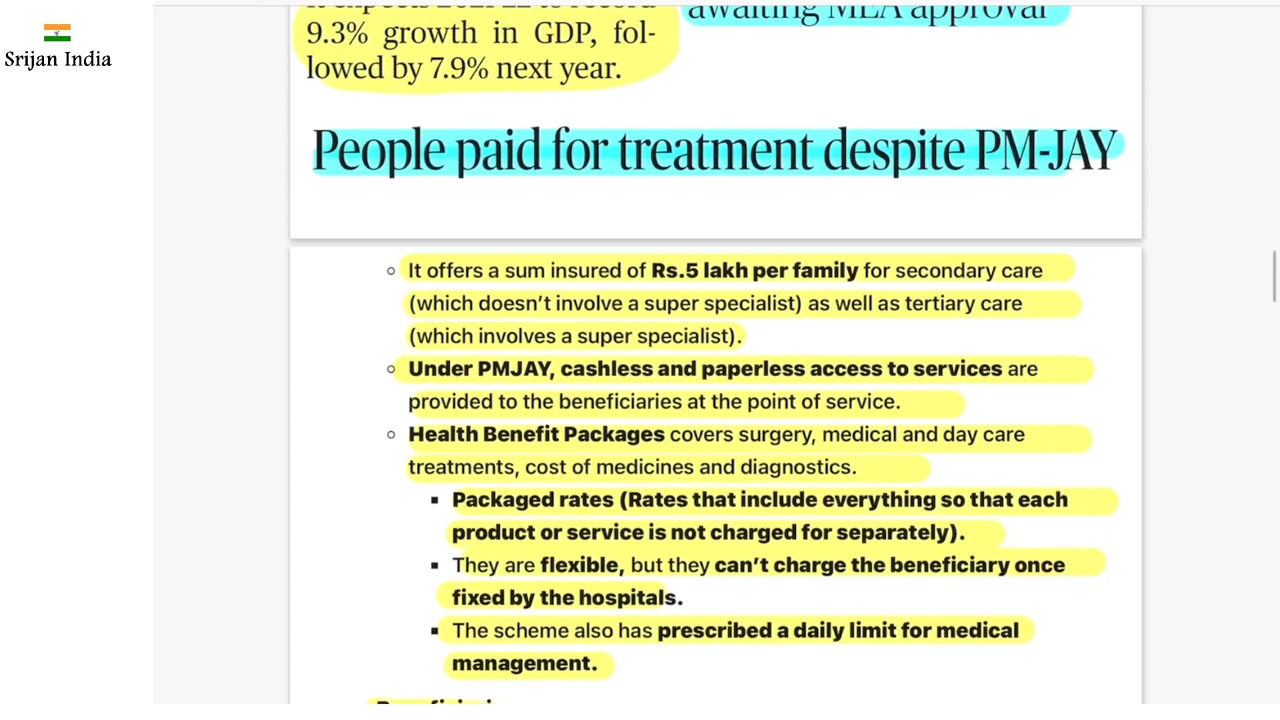 Srijan India
9.3% growth in GDP, fol-
lowed by 7.9% next year.
awaiting MEA approval
People paid for treatment despite PM-JAY
It offers a sum insured of Rs.5 lakh per family for secondary care
(which doesn't involve a super specialist) as well as tertiary care
(which involves a super specialist).
Under PMJAY, cashless and paperless access to services are
provided to the beneficiaries at the point of service.
Health Benefit Packages covers surgery, medical and day care
treatments, cost of medicines and diagnostics.
Packaged rates (Rates that include everything so that each
product or service is not charged for separately).
They are flexible, but they can't charge the beneficiary once
fixed by the hospitals.
The scheme also has prescribed a daily limit for medical
management.